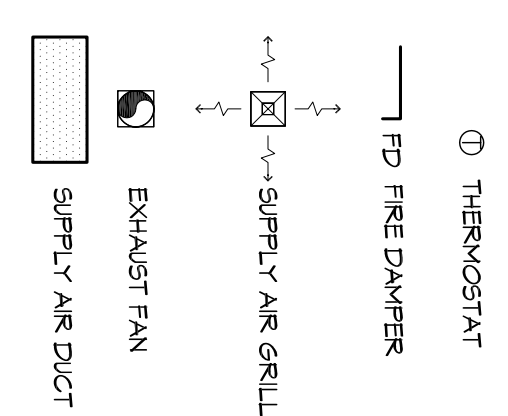 T THERMOSTAT
FD FIRE DAMPER
SUPPLY AIR GRILL
EXHAUST FAN
SUPPLY AIR DUCT